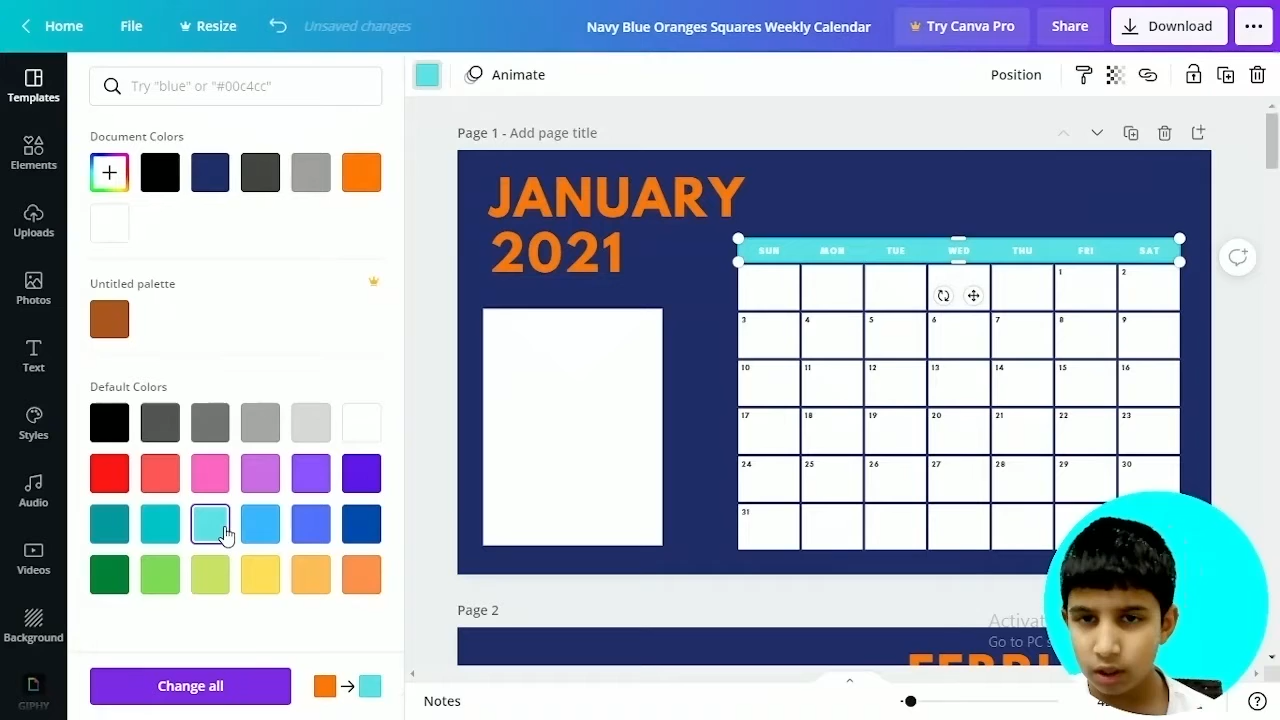 Home File Resize Unsaved changes Navy Blue Oranges Squares Weekly Calendar Try Canva Pro Share Download
Templates
Elements
Uploads
Photos
Text
Styles
Audio
Videos
Background
GIPHY
Try "blue" or "#00c4cc"
Document Colors
Untitled palette
Default Colors
Change all
Animate Position
Page 1 - Add page title
JANUARY
2021
SUN MON TUE WED THU FRI SAT
1 2
3 4 5 6 7 8 9
10 11 12 13 14 15 16
17 18 19 20 21 22 23
24 25 26 27 28 29 30
31
Page 2
Go to PC
Notes